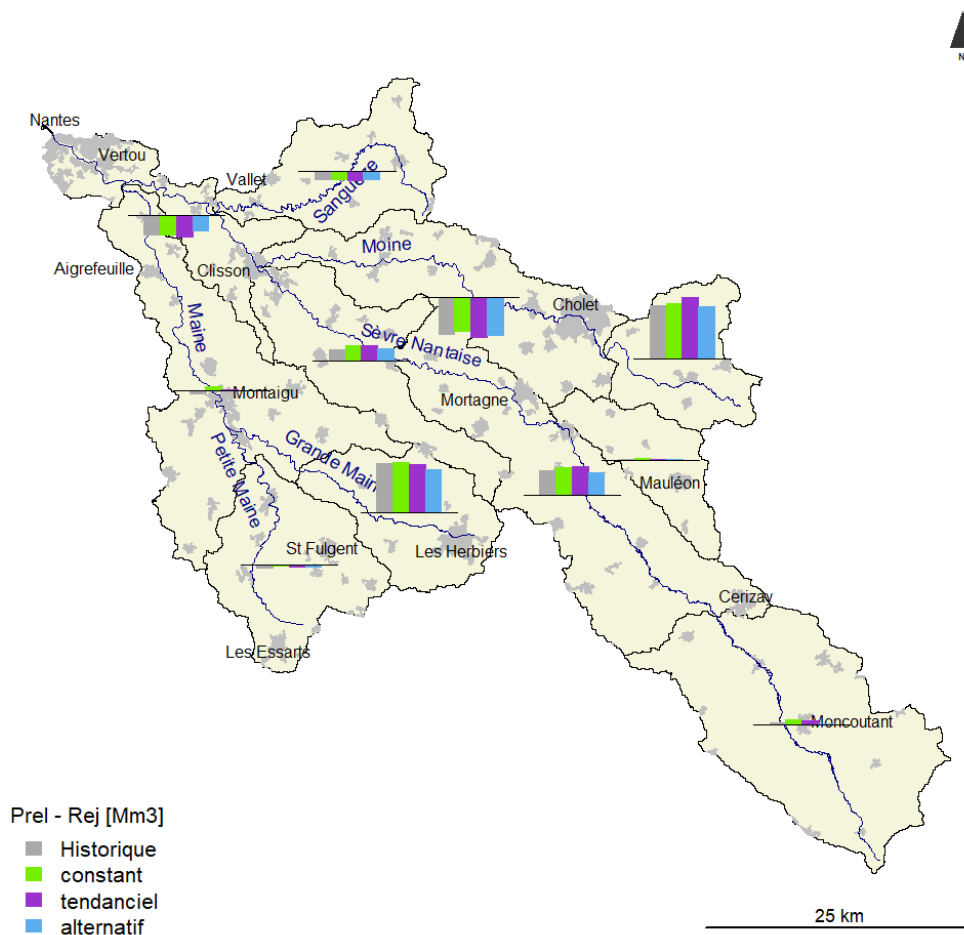 N
Nantes
Vertou
Vallet
Sanguèze
Moine
Aigrefeuille
Clisson
Cholet
Maine
Sèvre Nantaise
Montaigu
Mortagne
Grande Main
Petite Maine
Mauléon
St Fulgent
Les Herbiers
Cerizay
Les Essarts
Moncoutant
Prel - Rej [Mm3]
Historique
constant
tendanciel
alternatif
25 km